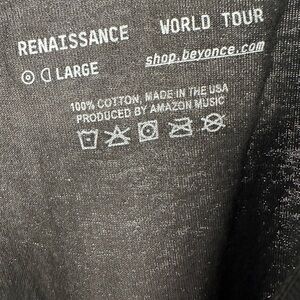 RENAISSANCE WORLD TOUR
LARGE shop.beyonce.com
100% COTTON, MADE IN THE USA
PRODUCED BY AMAZON MUSIC